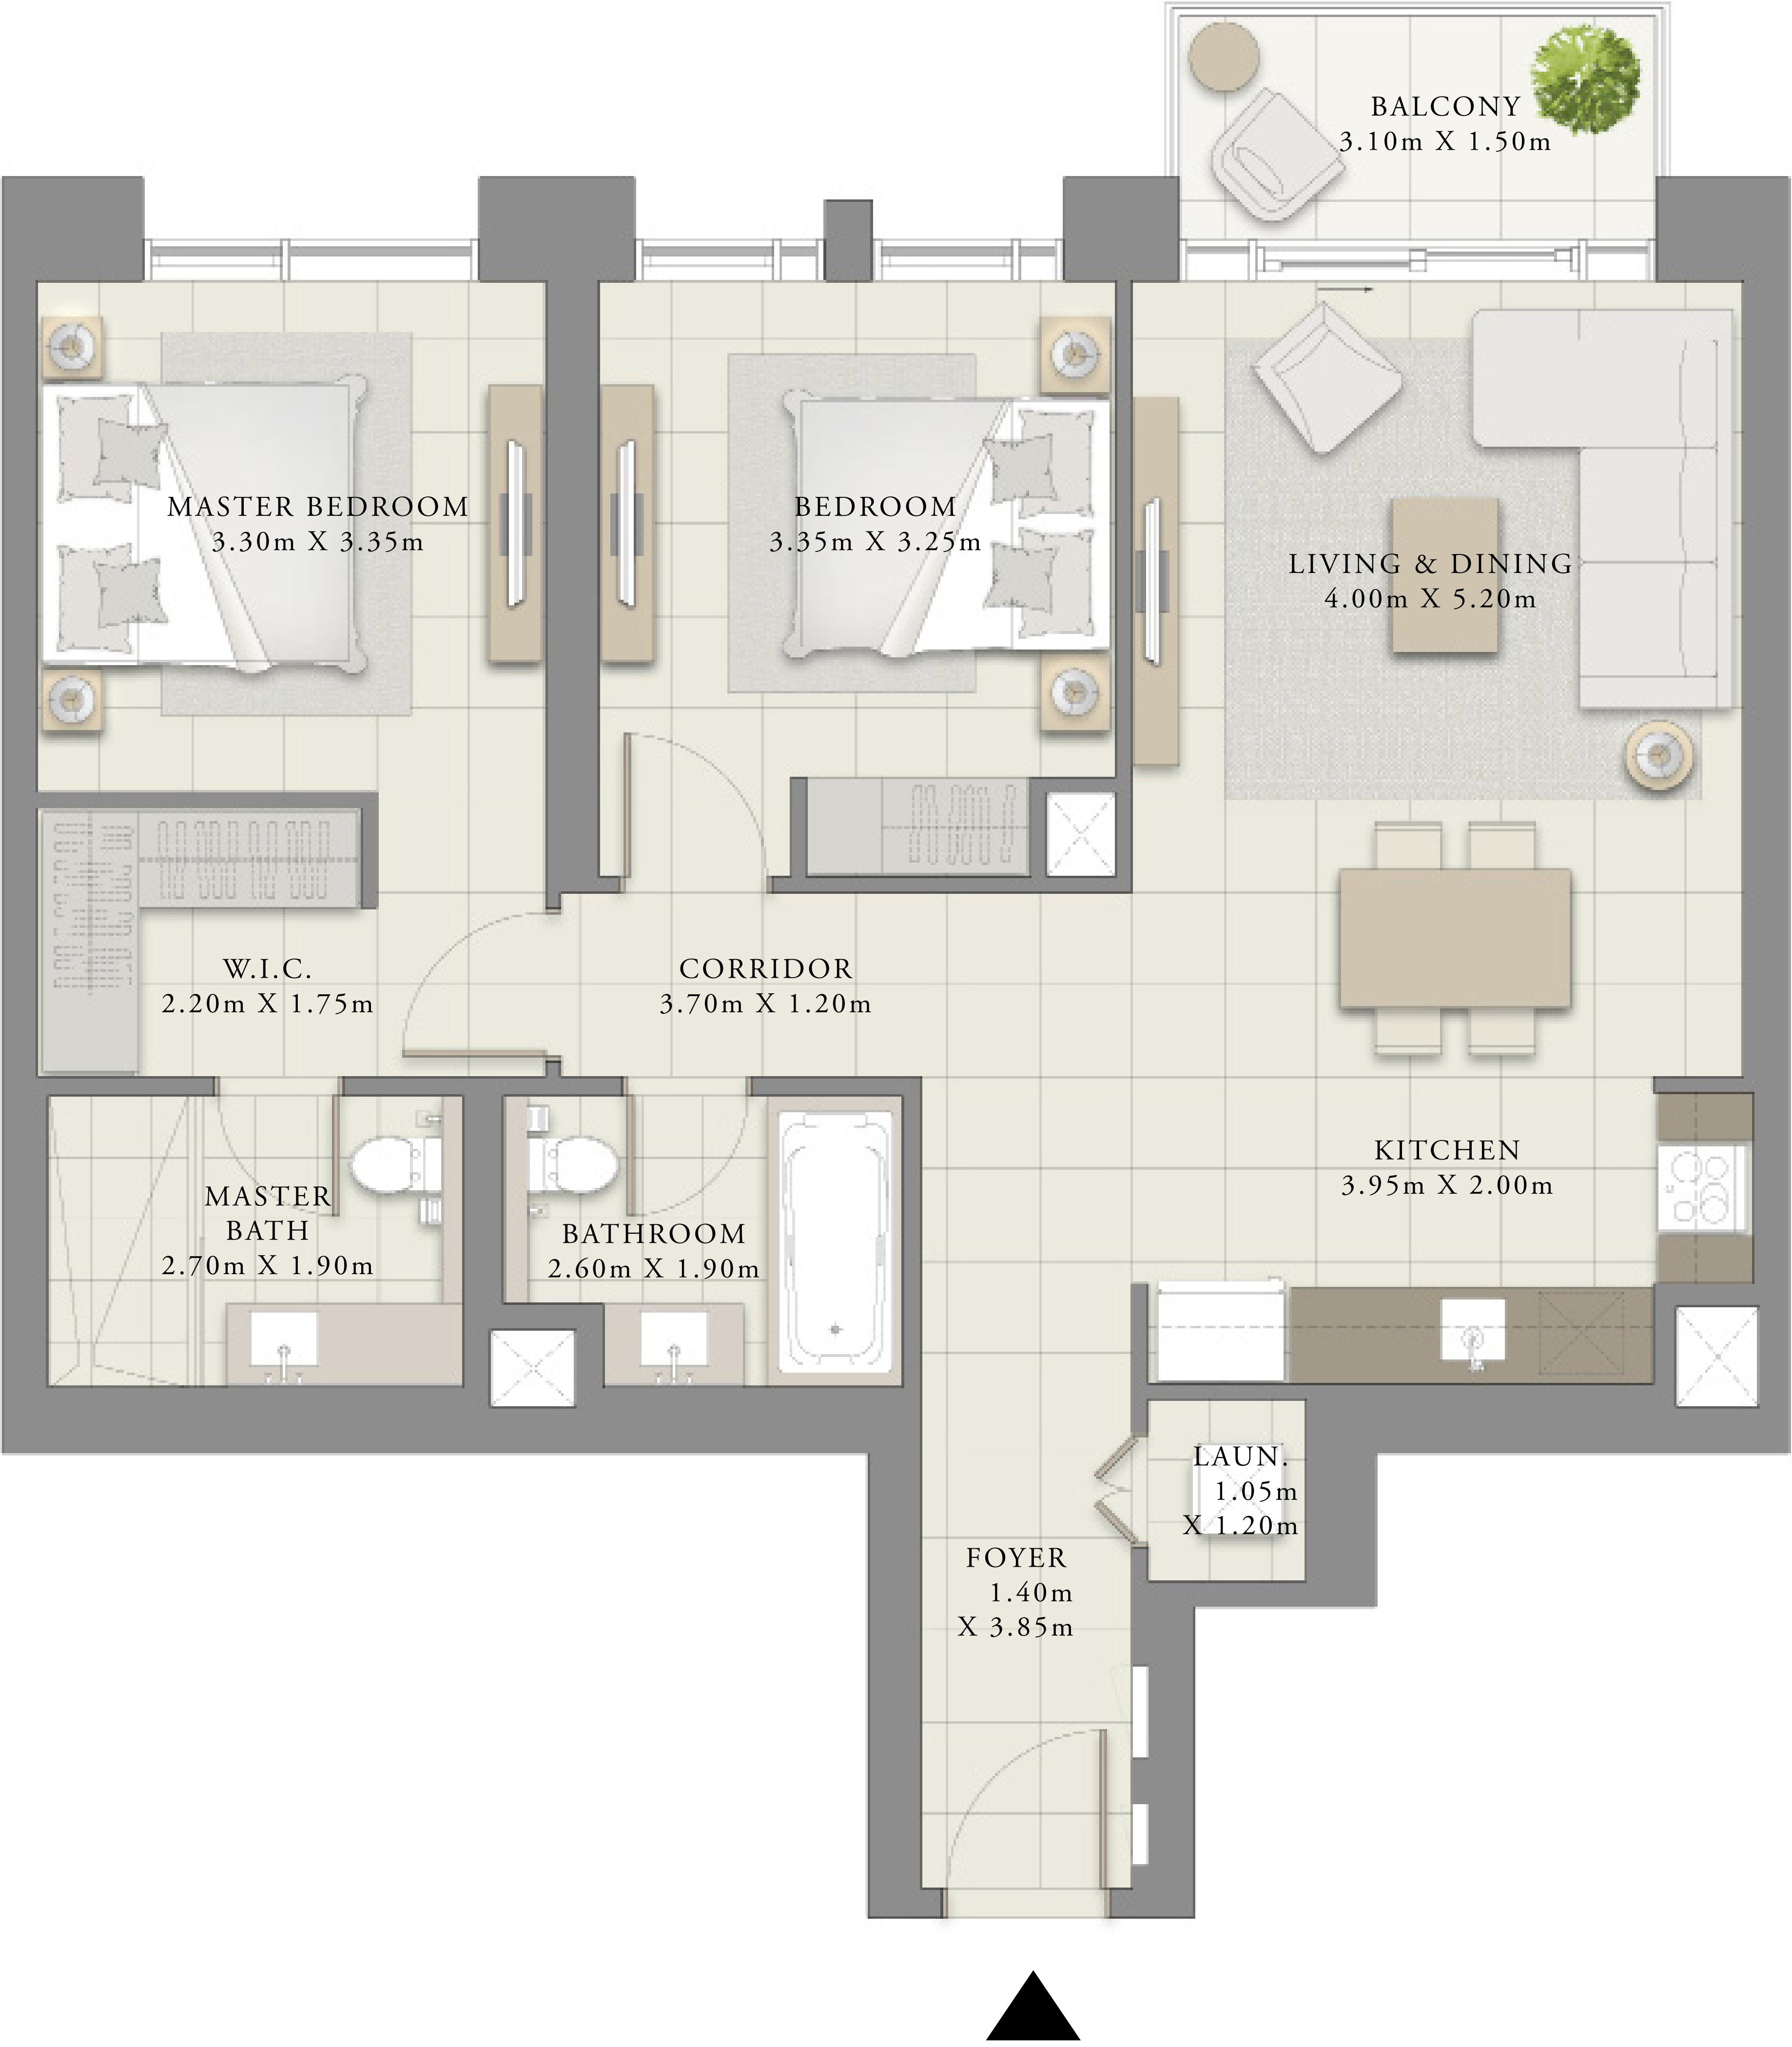 BALCONY
3.10m X 1.50m
MASTER BEDROOM
3.30m X 3.35m
BEDROOM
3.35m X 3.25m
LIVING & DINING
4.00m X 5.20m
W.I.C.
2.20m X 1.75m
CORRIDOR
3.70m X 1.20m
KITCHEN
3.95m X 2.00m
MASTER
BATH
2.70m X 1.90m
BATHROOM
2.60m X 1.90m
LAUN.
1.05m
X 1.20m
FOYER
1.40m
X 3.85m